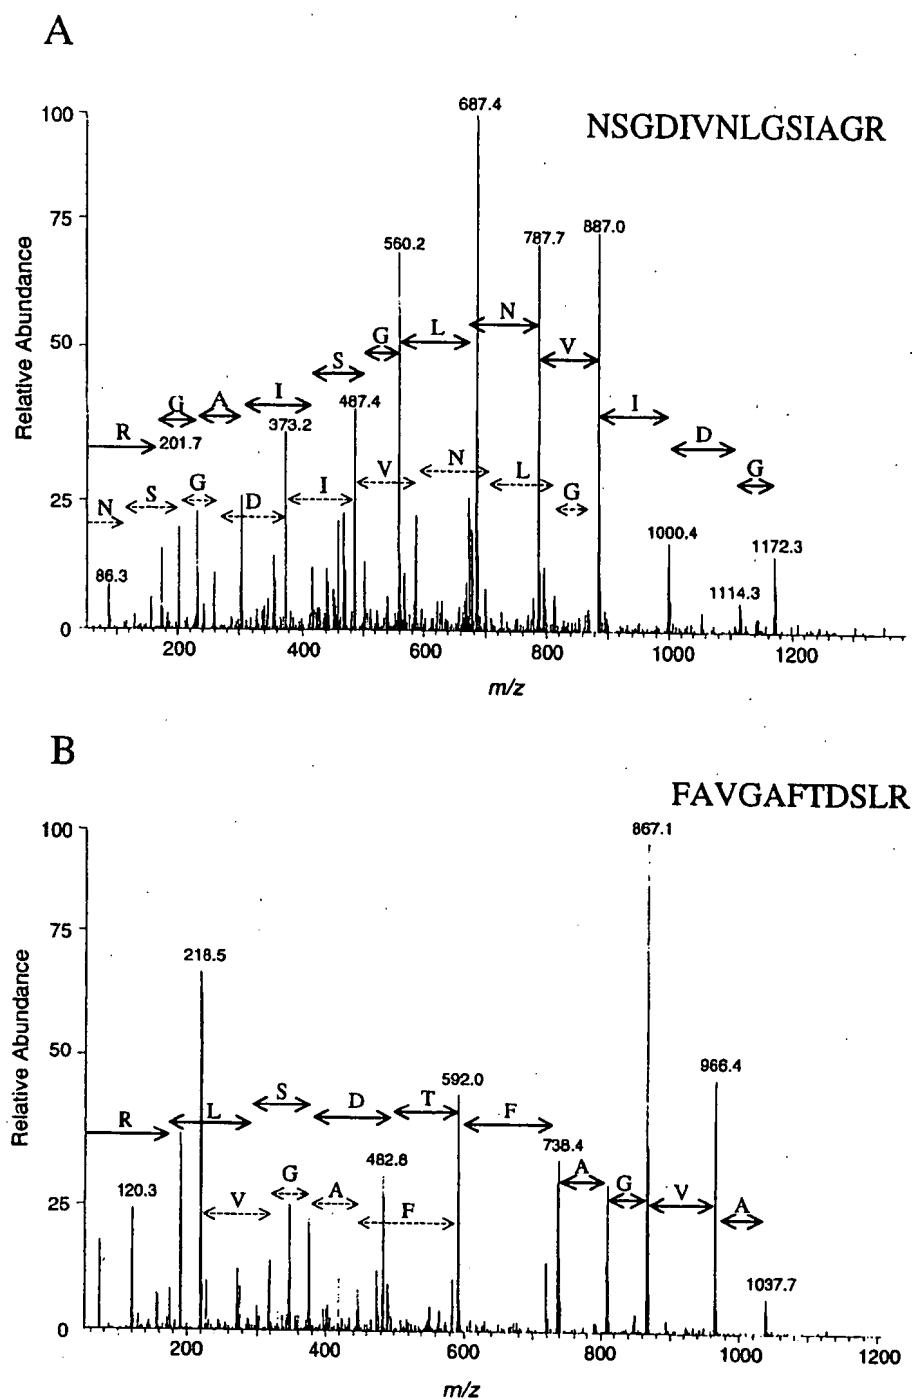 A
NSGDIVNLGSIAGR
Relative Abundance
100
75
50
25
0
687.4
560.2
787.7
887.0
N
L
G
V
S
I
A
I
G
487.4
373.2
D
R
201.7
G
N
V
L
I
G
S
D
G
N
1000.4
1172.3
86.3
1114.3
200
400
600
800
1000
1200
m/z
B
FAVGAFTDSLR
Relative Abundance
100
75
50
25
0
867.1
218.5
966.4
592.0
S
T
D
L
F
R
738.4
482.8
A
G
G
A
V
120.3
V
F
A
1037.7
200
400
600
800
1000
1200
m/z